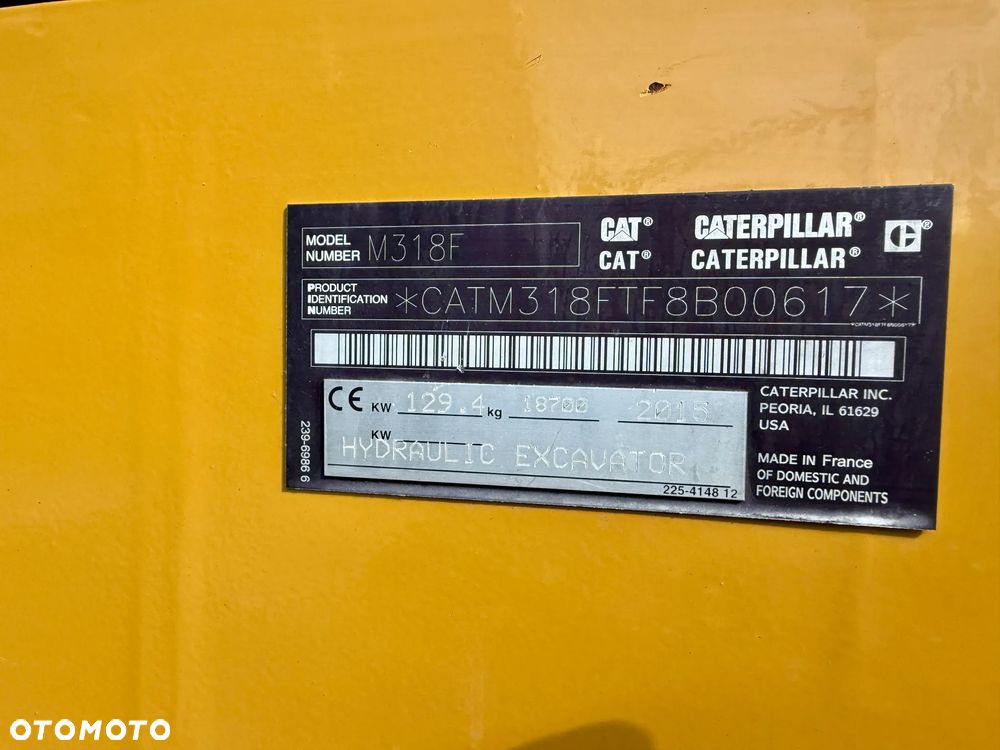 MODEL NUMBER M318F
CAT® CATERPILLAR® C®
CAT® CATERPILLAR®
PRODUCT IDENTIFICATION NUMBER *CATM318FTF8B00617*
*CATM318FTF8B00617*
CE KW 129.4 kg 18700 2015
KW
HYDRAULIC EXCAVATOR
225-4148 12
239-6986 6
CATERPILLAR INC.
PEORIA, IL 61629
USA
MADE IN France
OF DOMESTIC AND
FOREIGN COMPONENTS
OTOMOTO